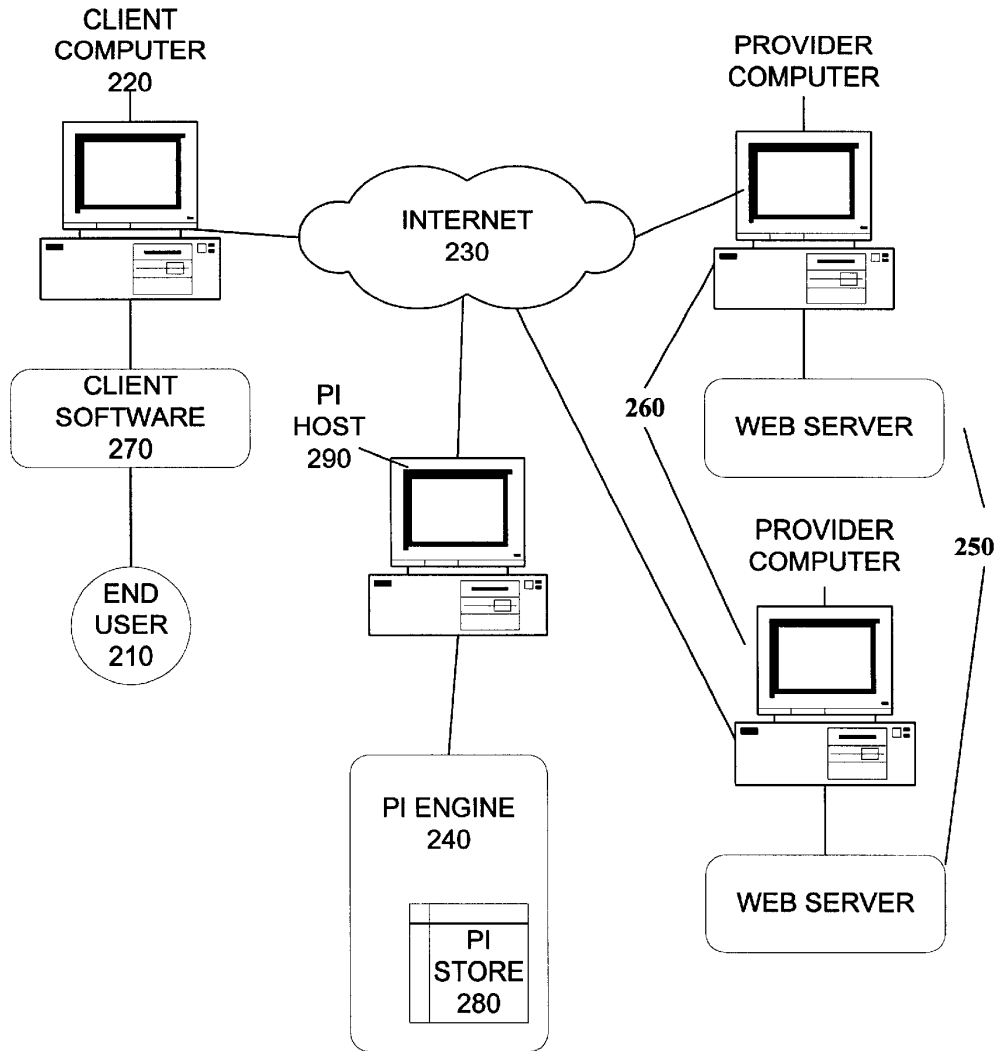 CLIENT
COMPUTER
220
PROVIDER
COMPUTER
INTERNET
230
CLIENT
SOFTWARE
270
PI
HOST
290
260
WEB SERVER
PROVIDER
COMPUTER
250
END
USER
210
PI ENGINE
240
PI
STORE
280
WEB SERVER